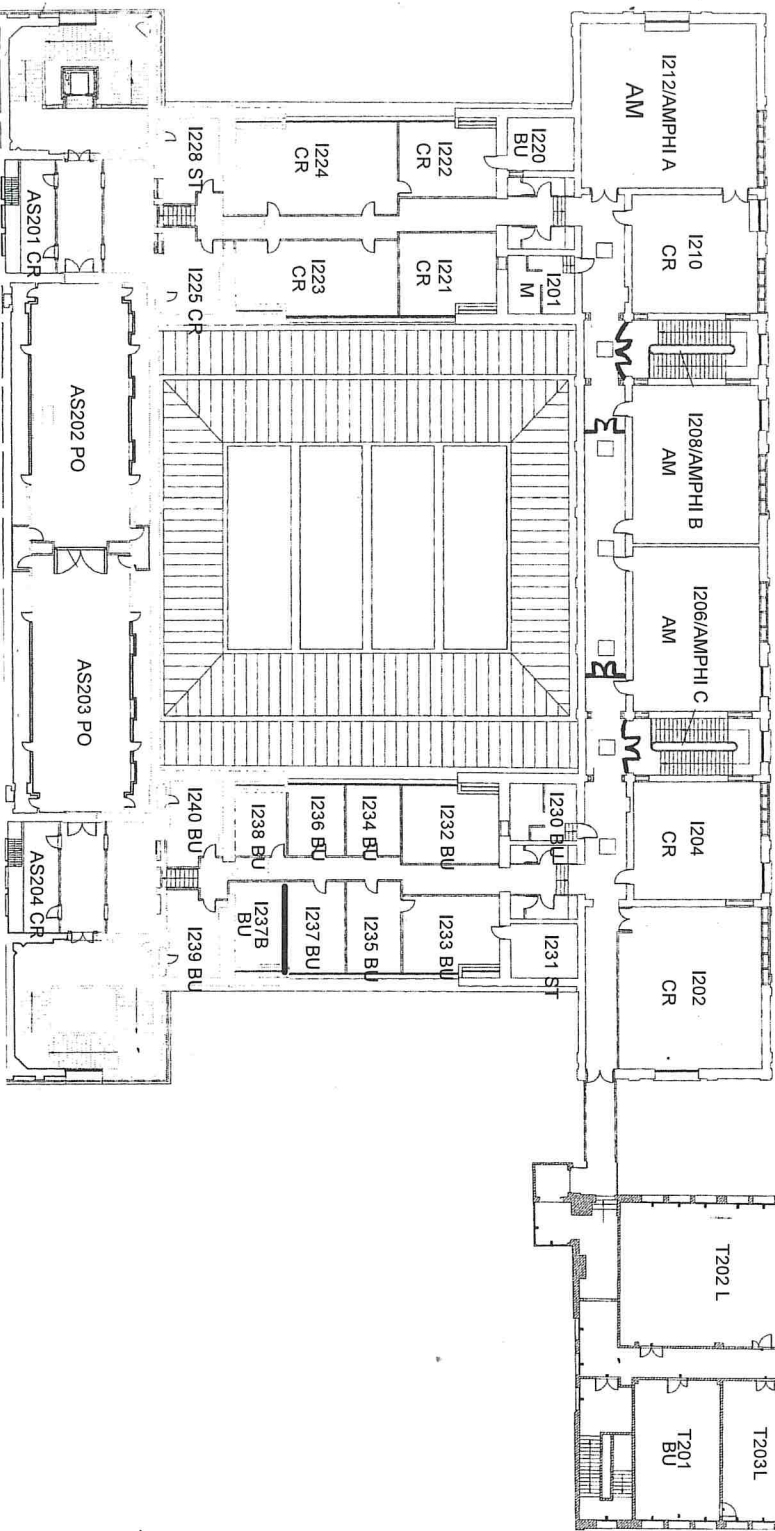 I212/AMPHI A
AM
I210
CR
I208/AMPHI B
AM
I206/AMPHI C
AM
I204
CR
I202
CR
T202 L
T201
BU
T203L
I220
BU
I222
CR
I224
CR
I228 ST
I201
M
I221
CR
I223
CR
I225 CR
I230 BU
I232 BU
I234 BU
I236 BU
I238 BU
I240 BU
I231 ST
I233 BU
I235 BU
I237 BU
I237B
BU
I239 BU
AS201 CR
AS202 PO
AS203 PO
AS204 CR